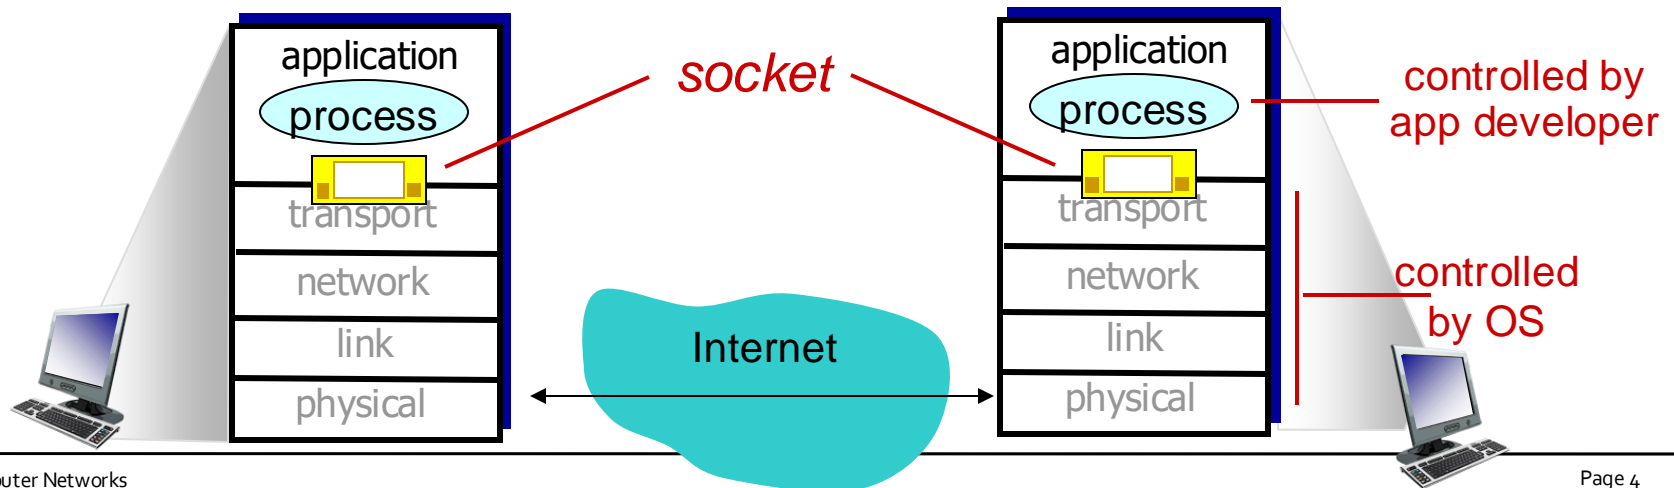 application
process
transport
network
link
physical
socket
Internet
application
process
transport
network
link
physical
controlled by
app developer
controlled
by OS
uter Networks
Page 4